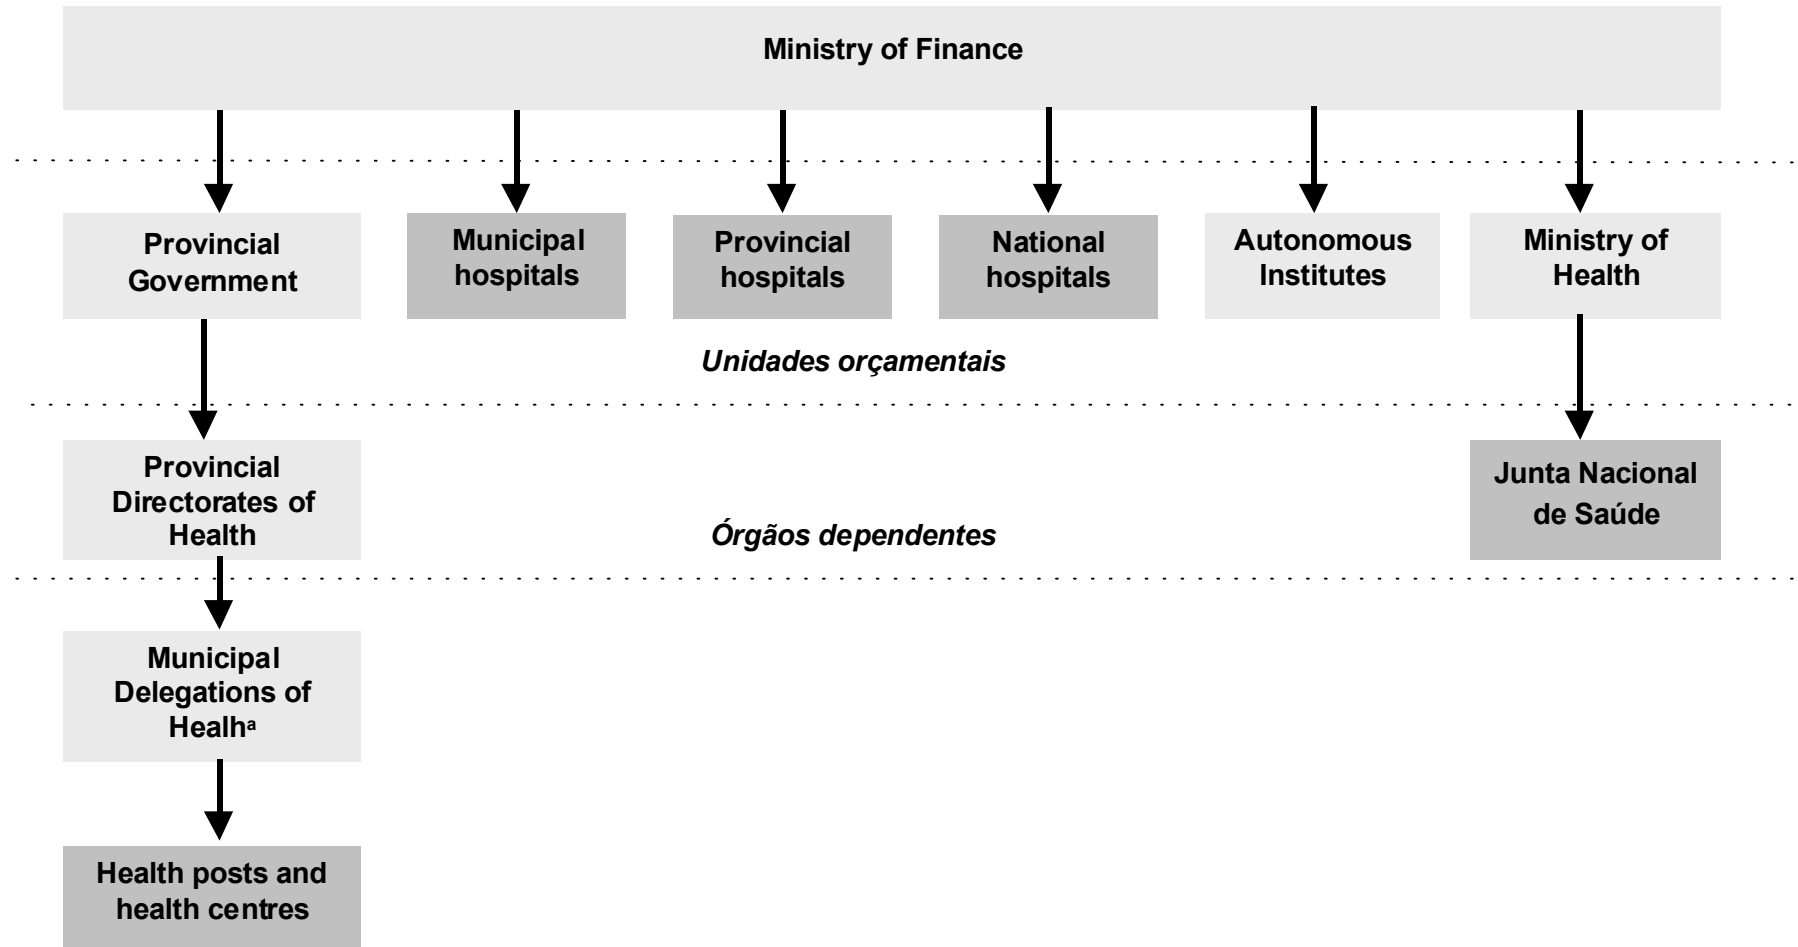 Ministry of Finance
Provincial
Government
Municipal
hospitals
Provincial
hospitals
National
hospitals
Autonomous
Institutes
Ministry of
Health
Unidades orçamentais
Provincial
Directorates of
Health
Órgãos dependentes
Junta Nacional
de Saúde
Municipal
Delegations of
Healhᵃ
Health posts and
health centres